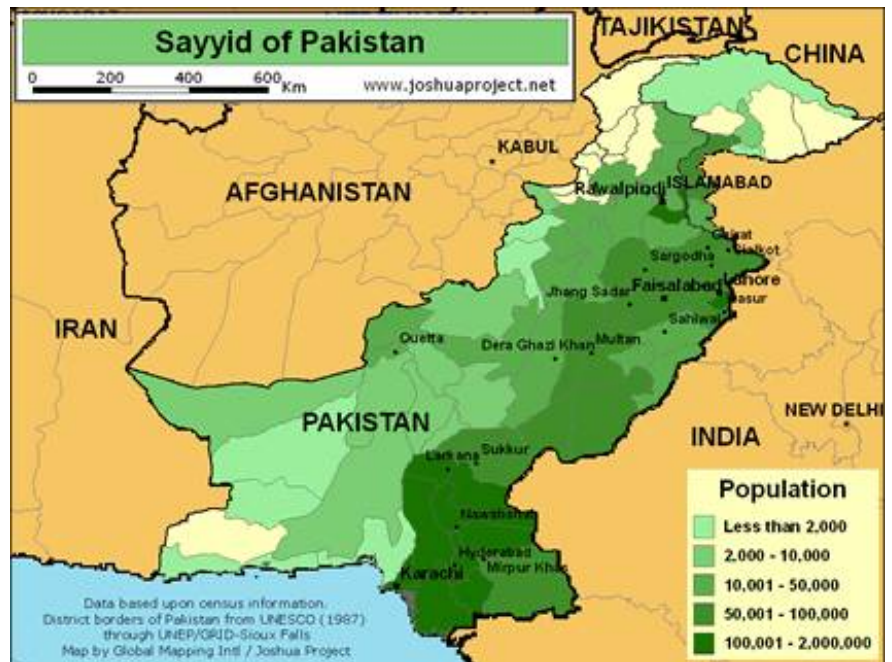 Sayyid of Pakistan
0 200 400 600 Km
www.joshuaproject.net
TAJIKISTAN
CHINA
KABUL
AFGHANISTAN
Rawalpindi
ISLAMABAD
Gujrat
Sialkot
Sargodha
Lahore
Faisalabad
Jhang Sadar
Kasur
IRAN
Sahiwal
Quetta
Dera Ghazi Khan
Multan
NEW DELHI
PAKISTAN
INDIA
Sukkur
Larkana
Hyderabad
Mirpur Khas
Karachi
Population
Less than 2,000
2,000 - 10,000
10,001 - 50,000
50,001 - 100,000
100,001 - 2,000,000
Data based upon census information.
District borders of Pakistan from UNESCO (1987)
through UNEP/GRID-Sioux Falls
Map by Global Mapping Intl / Joshua Project